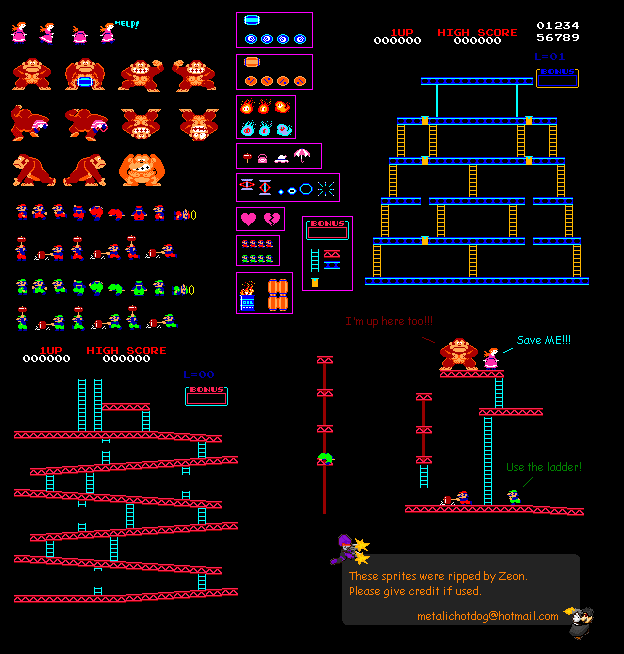 HELP!
1UP HIGH SCORE
000000 000000
01234
56789
L=01
BONUS
BONUS
1UP HIGH SCORE
000000 000000
L=00
BONUS
I'm up here too!!!
Save ME!!!
Use the ladder!
These sprites were ripped by Zeon.
Please give credit if used.
metalichotdog@hotmail.com